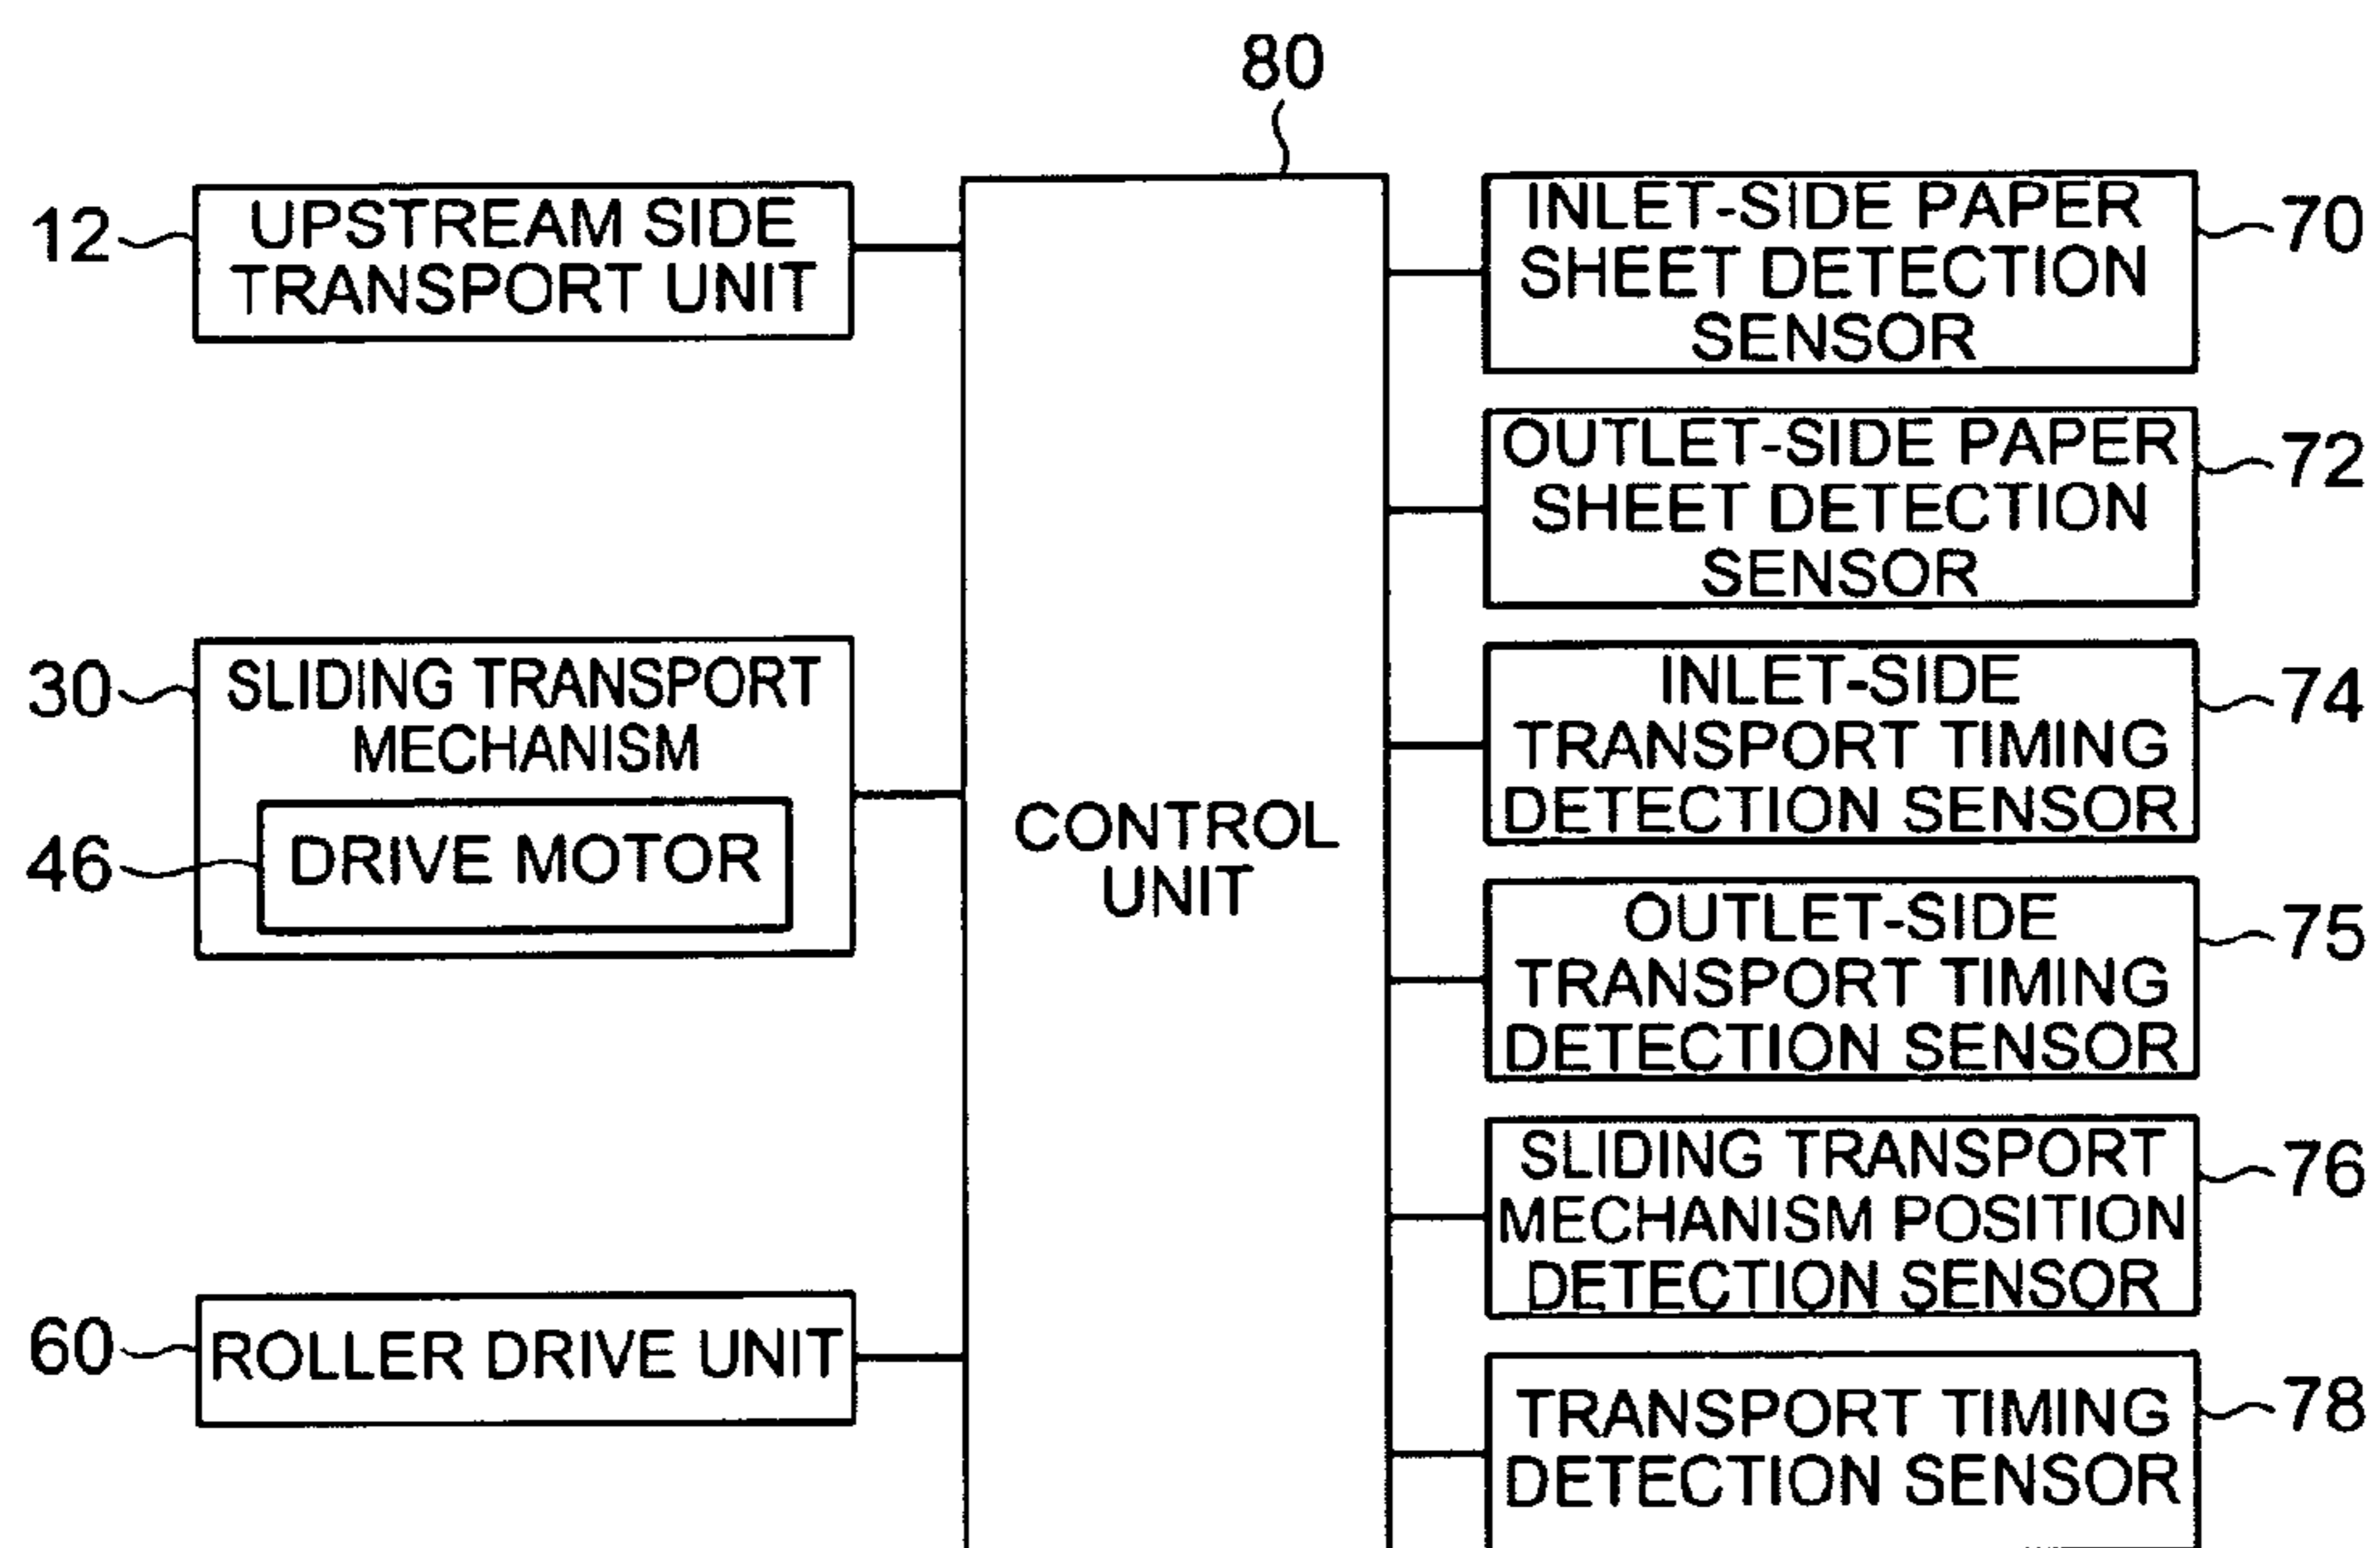 80
12
UPSTREAM SIDE
TRANSPORT UNIT
30
SLIDING TRANSPORT
MECHANISM
46
DRIVE MOTOR
60
ROLLER DRIVE UNIT
CONTROL
UNIT
INLET-SIDE PAPER
SHEET DETECTION
SENSOR
70
OUTLET-SIDE PAPER
SHEET DETECTION
SENSOR
72
INLET-SIDE
TRANSPORT TIMING
DETECTION SENSOR
74
OUTLET-SIDE
TRANSPORT TIMING
DETECTION SENSOR
75
SLIDING TRANSPORT
MECHANISM POSITION
DETECTION SENSOR
76
TRANSPORT TIMING
DETECTION SENSOR
78